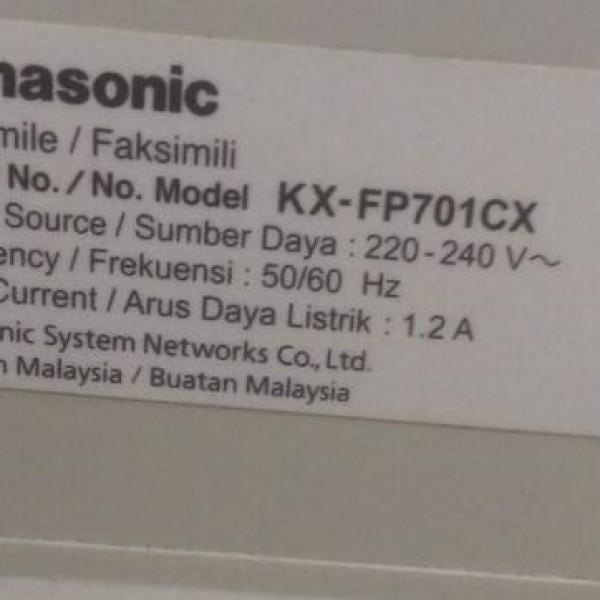 nasonic
mile / Faksimili
No. / No. Model KX-FP701CX
Source / Sumber Daya : 220-240 V~
ency / Frekuensi : 50/60 Hz
Current / Arus Daya Listrik : 1.2 A
nic System Networks Co., Ltd.
n Malaysia / Buatan Malaysia